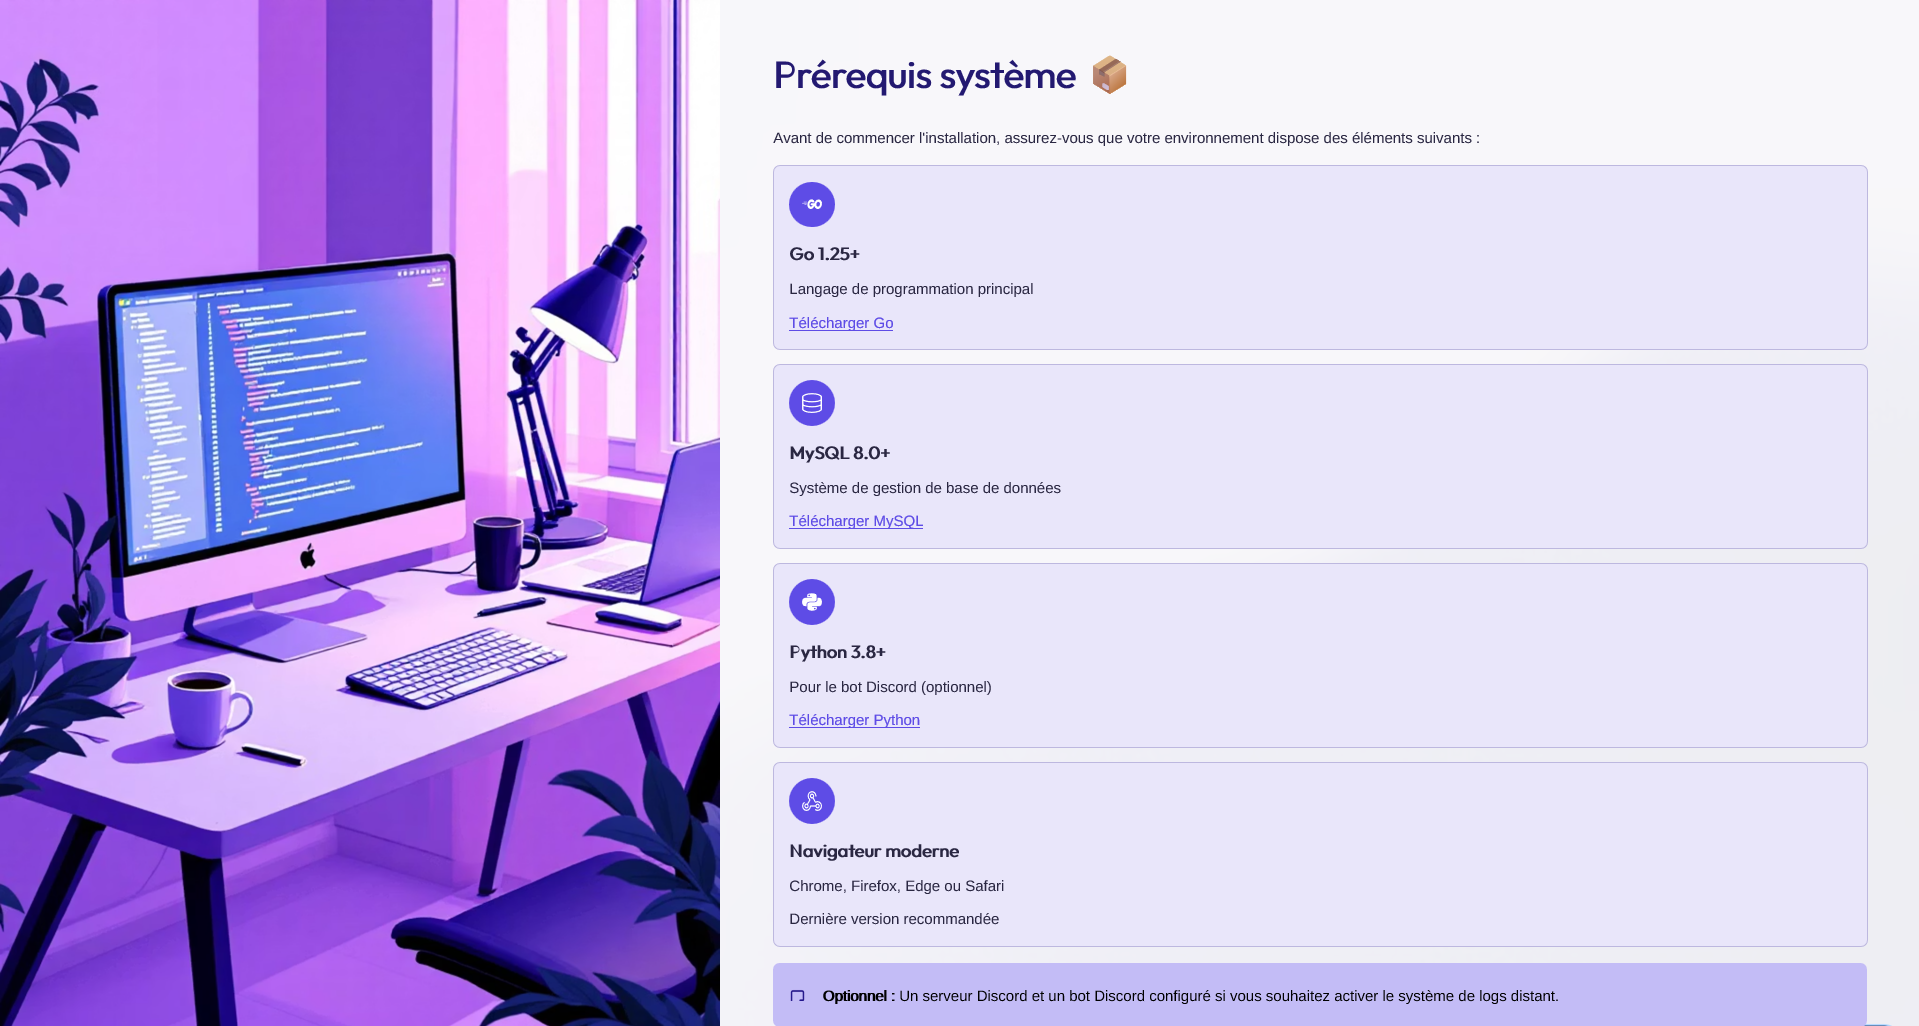 Prérequis système
Avant de commencer l'installation, assurez-vous que votre environnement dispose des éléments suivants :
GO
Go 1.25+
Langage de programmation principal
Télécharger Go
MySQL 8.0+
Système de gestion de base de données
Télécharger MySQL
Python 3.8+
Pour le bot Discord (optionnel)
Télécharger Python
Navigateur moderne
Chrome, Firefox, Edge ou Safari
Dernière version recommandée
Optionnel : Un serveur Discord et un bot Discord configuré si vous souhaitez activer le système de logs distant.